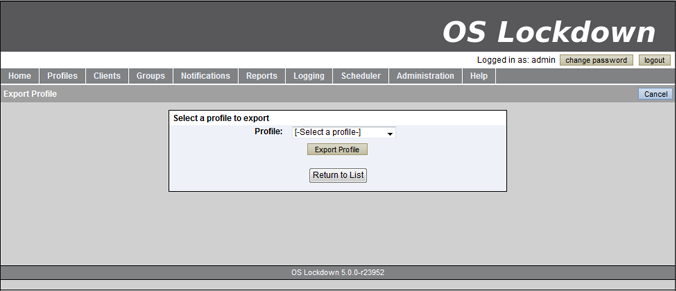 OS Lockdown
Logged in as: admin change password logout
Home Profiles Clients Groups Notifications Reports Logging Scheduler Administration Help
Export Profile Cancel
Select a profile to export
Profile: [-Select a profile-]
Export Profile
Return to List
OS Lockdown 5.0.0-r23952